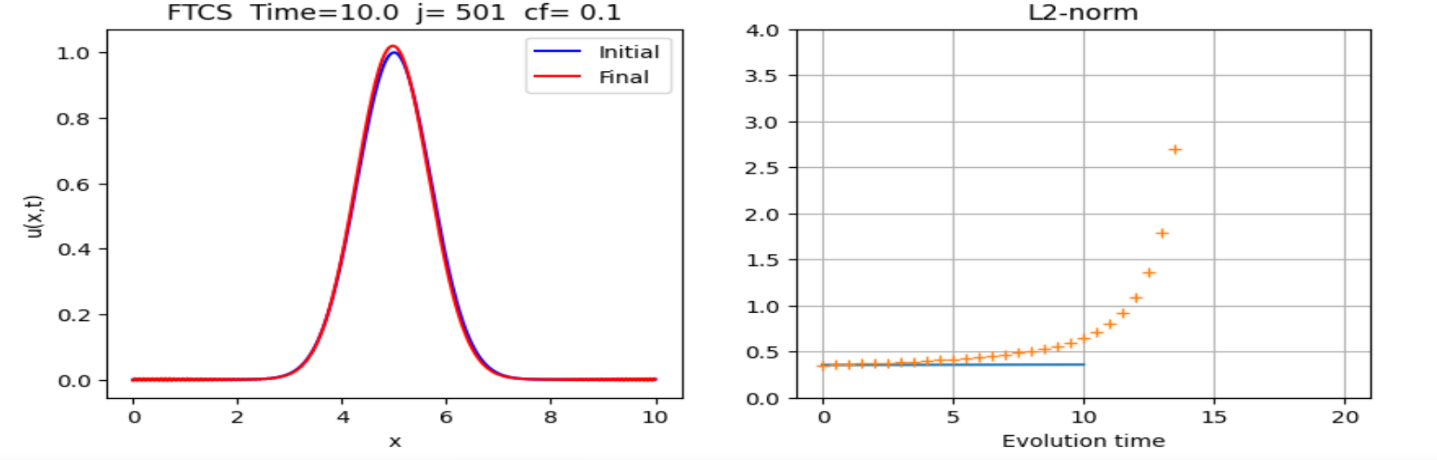 FTCS Time=10.0 j= 501 cf= 0.1
1.0
0.8
0.6
0.4
0.2
0.0
u(x,t)
Initial
Final
0 2 4 6 8 10
x
L2-norm
4.0
3.5
3.0
2.5
2.0
1.5
1.0
0.5
0.0
0 5 10 15 20
Evolution time